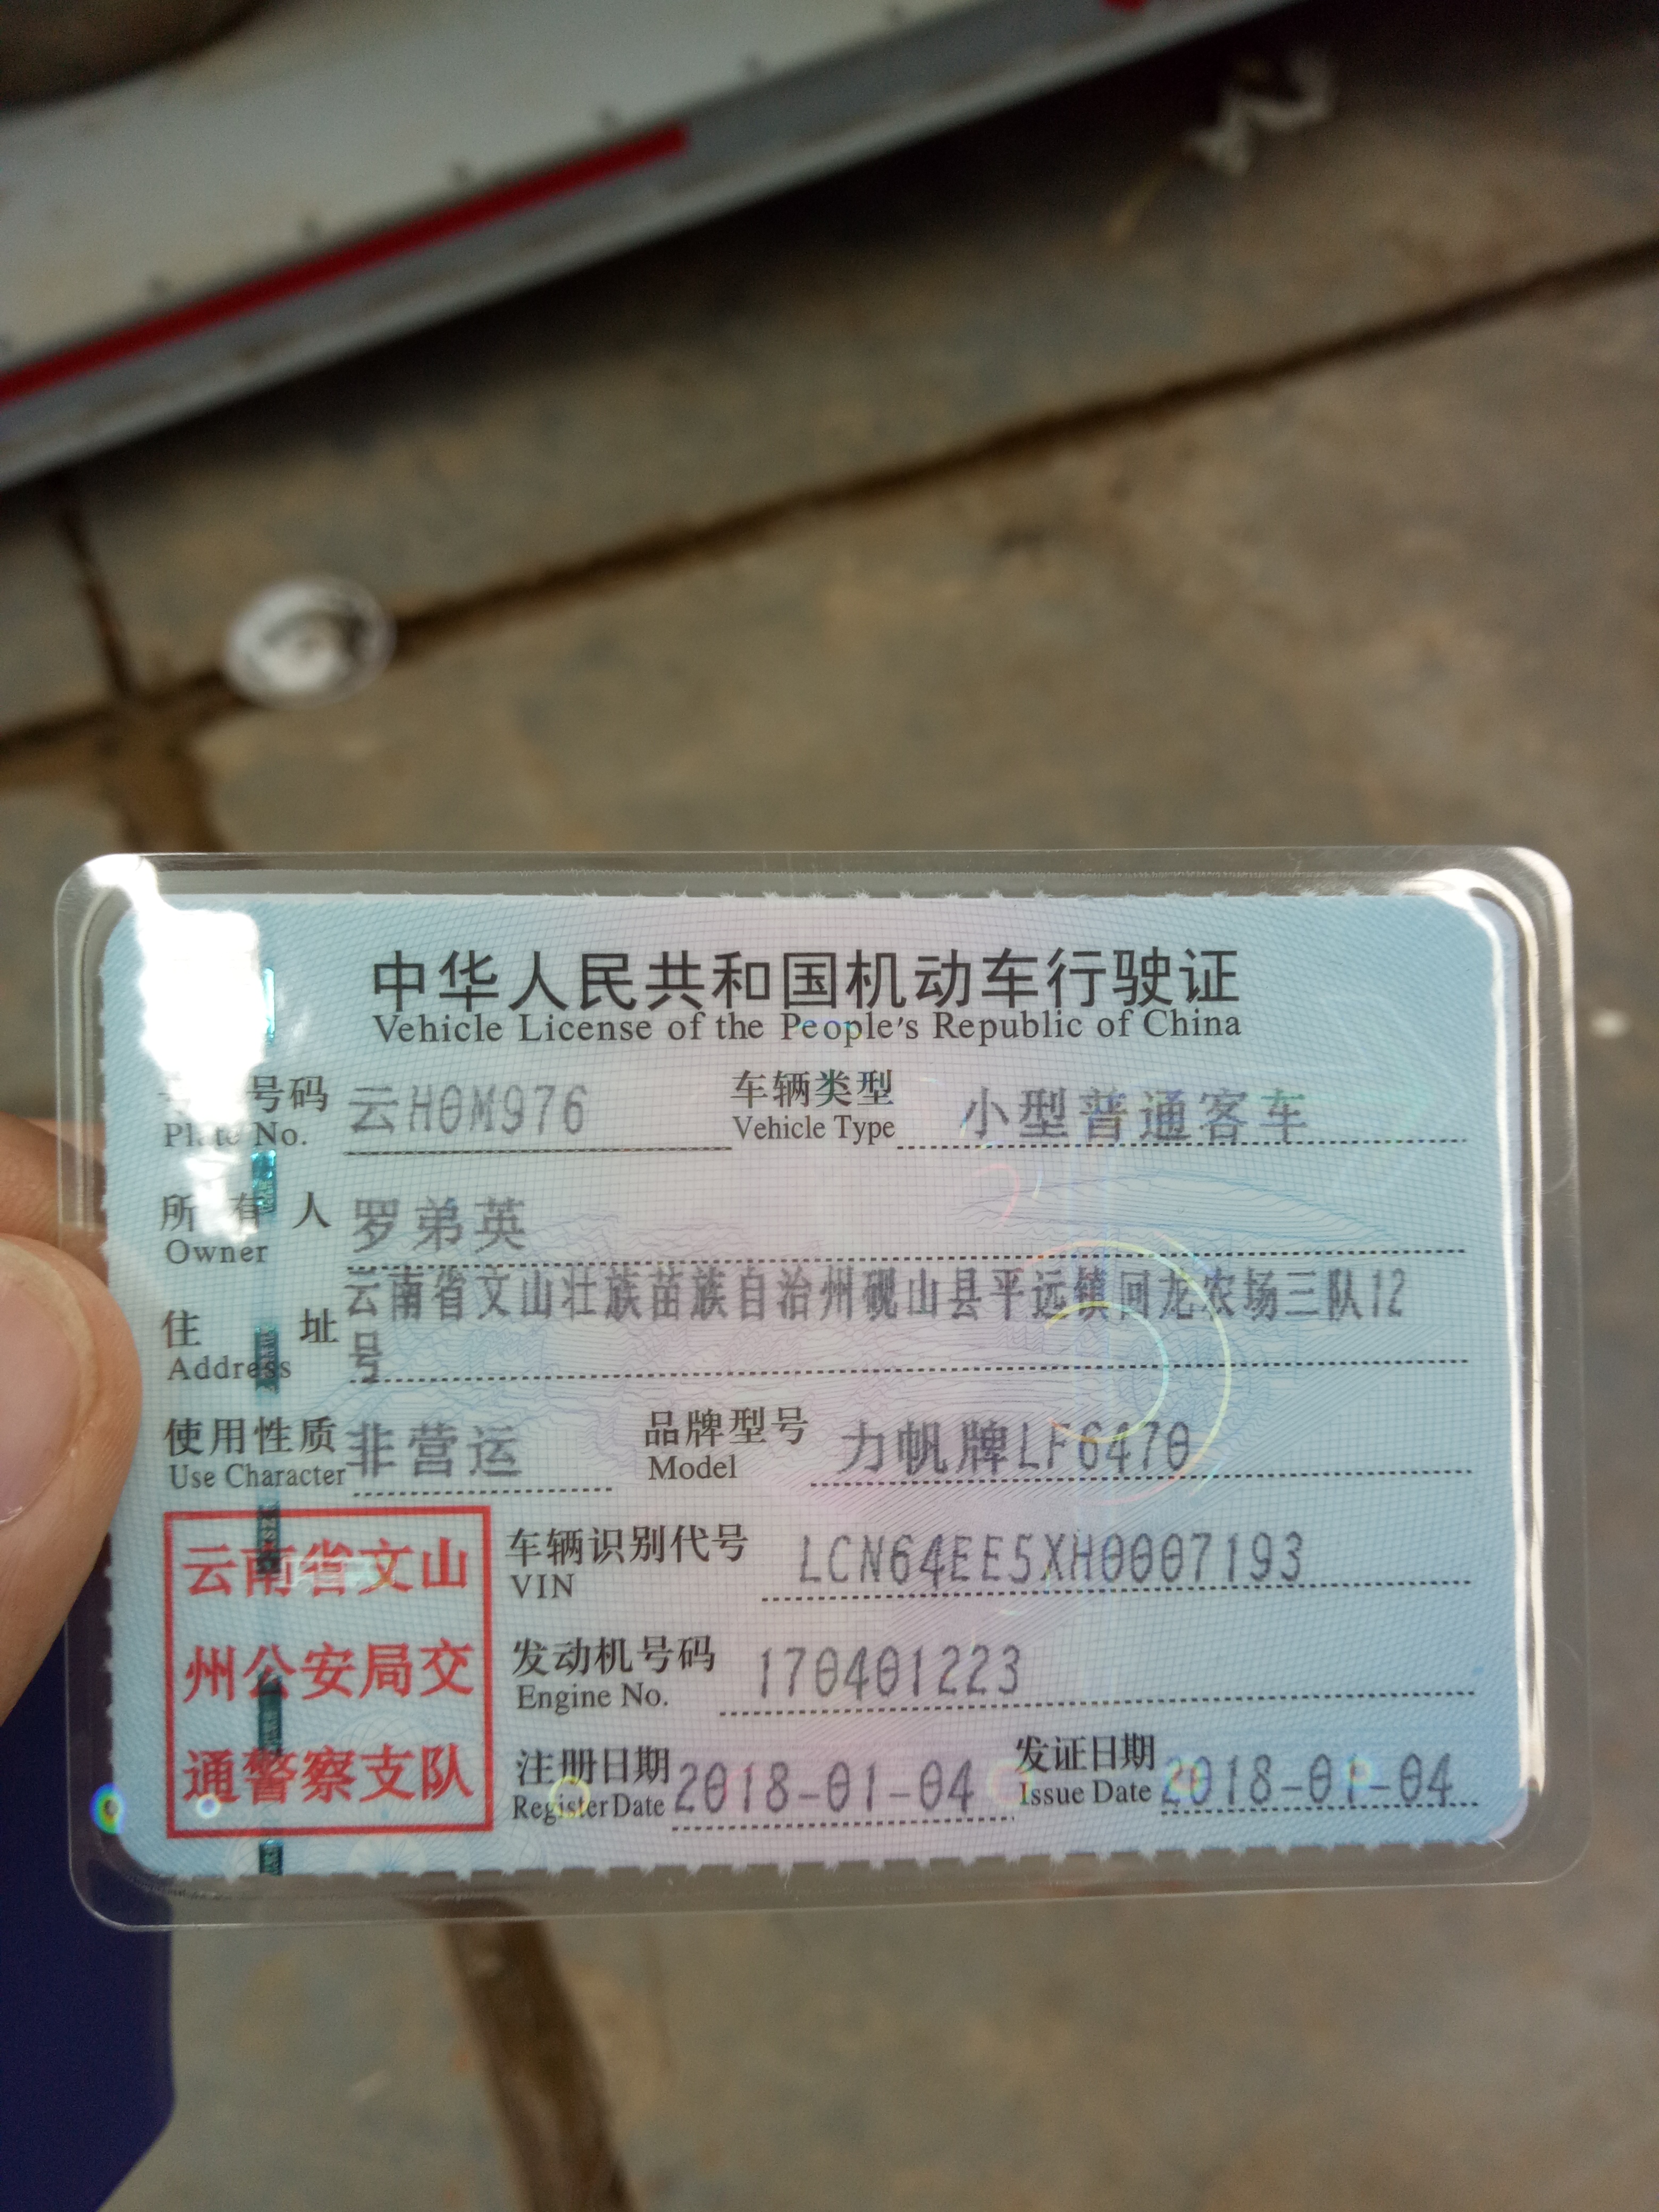 中华人民共和国机动车行驶证
Vehicle License of the People's Republic of China
号码 云H0M976 车辆类型 小型普通客车
Plate No. Vehicle Type
所有人 罗弟英
Owner
云南省文山壮族苗族自治州砚山县平远镇回龙农场三队12
住址 号
Address
使用性质 非营运 品牌型号 力帆牌LF6470
Use Character Model
车辆识别代号 LCN64EE5XH0007193
VIN
发动机号码 170401223
Engine No.
注册日期 2018-01-04 发证日期 2018-01-04
Register Date Issue Date
云南省文山
州公安局交
通警察支队